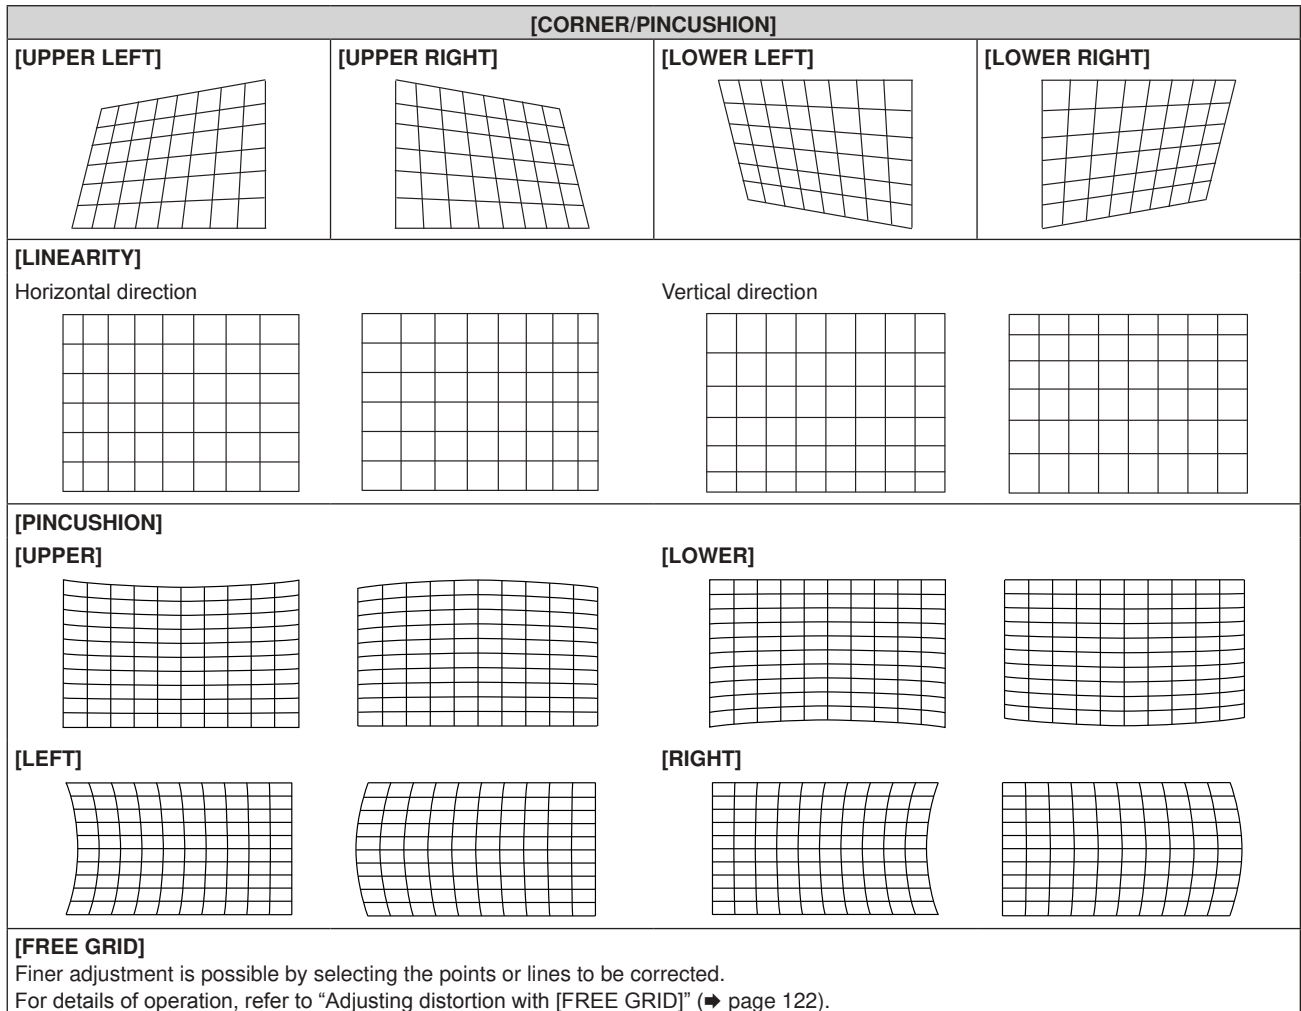 [CORNER/PINCUSHION]
[UPPER LEFT]
[UPPER RIGHT]
[LOWER LEFT]
[LOWER RIGHT]
[LINEARITY]
Horizontal direction
Vertical direction
[PINCUSHION]
[UPPER]
[LOWER]
[LEFT]
[RIGHT]
[FREE GRID]
Finer adjustment is possible by selecting the points or lines to be corrected.
For details of operation, refer to “Adjusting distortion with [FREE GRID]” (➡ page 122).